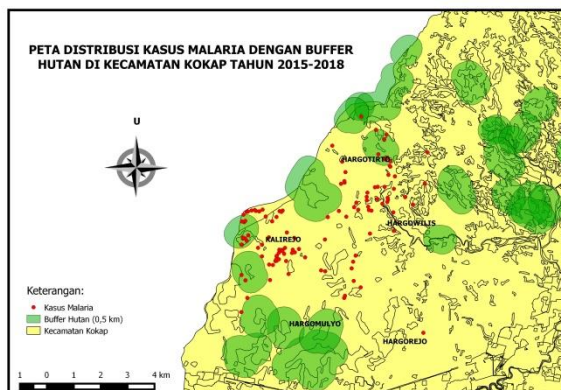 PETA DISTRIBUSI KASUS MALARIA DENGAN BUFFER
HUTAN DI KECAMATAN KOKAP TAHUN 2015-2018
U
HARGOTIRTO
HARGOWILIS
KALIREJO
HARGOMULYO
HARGOREJO
Keterangan:
Kasus Malaria
Buffer Hutan (0,5 km)
Kecamatan Kokap
1 0 1 2 3 4 km